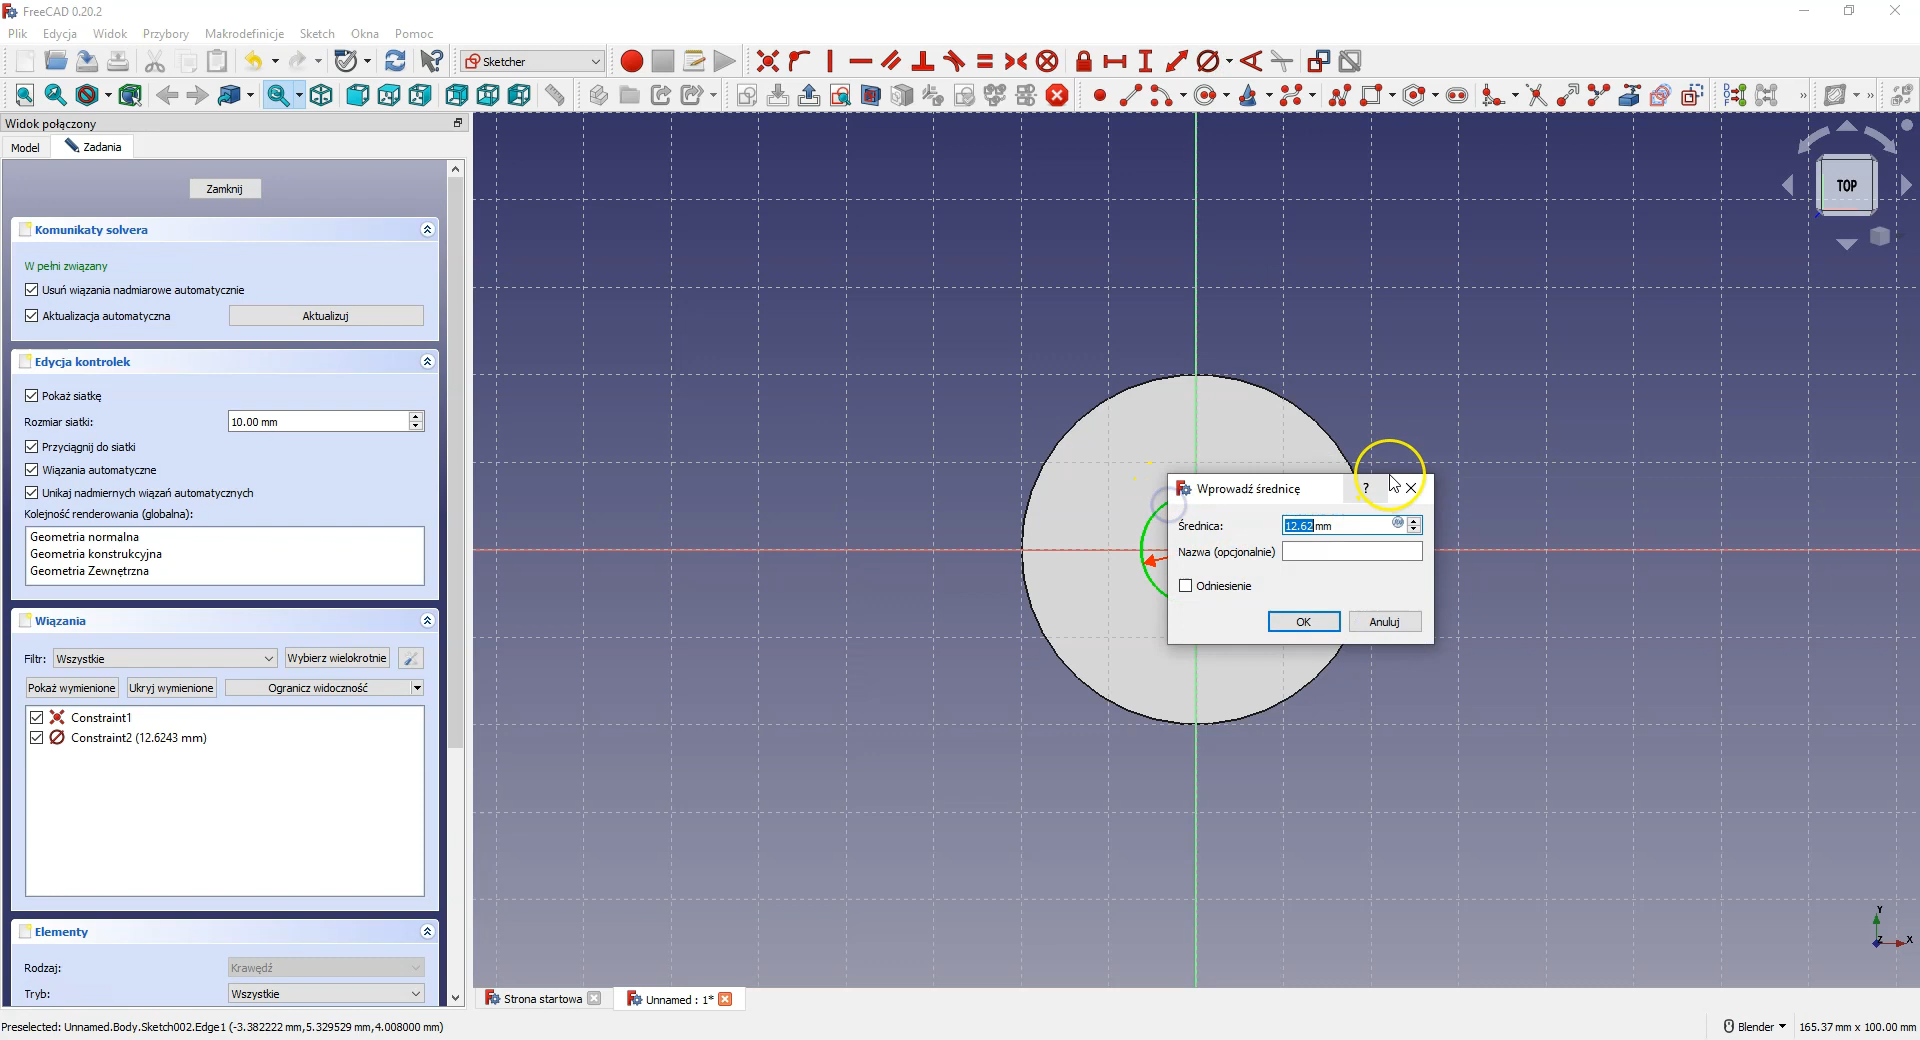 FreeCAD 0.20.2
Plik Edycja Widok Przybory Makrodefinicje Sketch Okna Pomoc
Sketcher
Widok połączony
Model Zadania
Zamknij
Komunikaty solvera
W pełni związany
Usuń wiązania nadmiarowe automatycznie
Aktualizacja automatyczna Aktualizuj
Edycja kontrolek
Pokaż siatkę
Rozmiar siatki: 10.00 mm
Przyciągnij do siatki
Wiązania automatyczne
Unikaj nadmiernych wiązań automatycznych
Kolejność renderowania (globalna):
Geometria normalna
Geometria konstrukcyjna
Geometria Zewnętrzna
Wiązania
Filtr: Wszystkie Wybierz wielokrotnie
Pokaż wymienione Ukryj wymienione Ogranicz widoczność
Constraint1
Constraint2 (12.6243 mm)
Elementy
Rodzaj: Krawędź
Tryb: Wszystkie
TOP
Wprowadź średnicę ?
Średnica: 12.62 mm
Nazwa (opcjonalnie)
Odniesienie
OK Anuluj
Y
Z X
Strona startowa Unnamed : 1*
Preselected: Unnamed.Body.Sketch002.Edge1 (-3.382222 mm,5.329529 mm,4.008000 mm)
Blender 165.37 mm x 100.00 mm